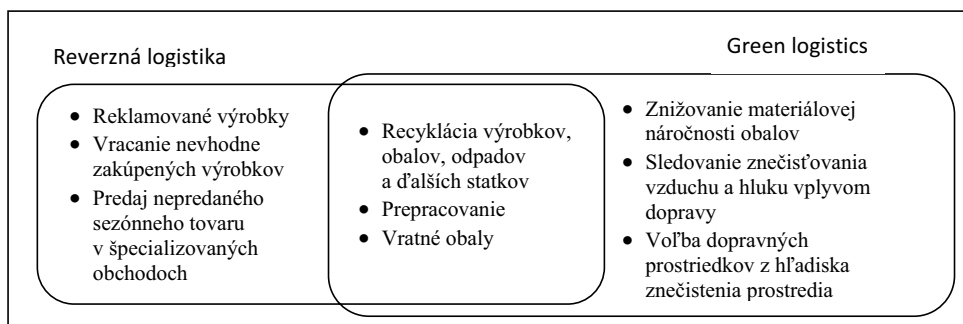 Reverzná logistika
Green logistics
• Reklamované výrobky
• Vracanie nevhodne
zakúpených výrobkov
• Predaj nepredaného
sezónneho tovaru
v špecializovaných
obchodoch
• Recyklácia výrobkov,
obalov, odpadov
a ďalších statkov
• Prepracovanie
• Vratné obaly
• Znižovanie materiálovej
náročnosti obalov
• Sledovanie znečisťovania
vzduchu a hluku vplyvom
dopravy
• Voľba dopravných
prostriedkov z hľadiska
znečistenia prostredia